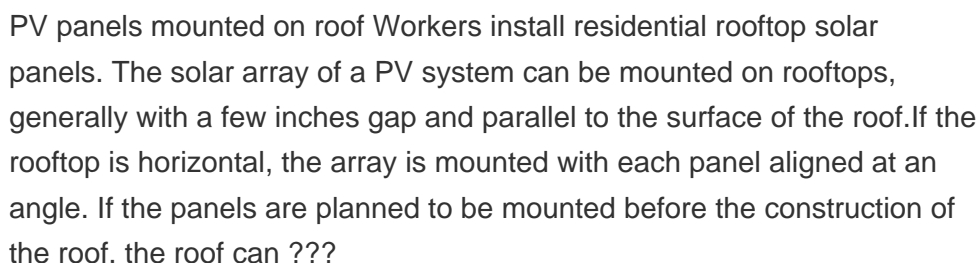 PV panels mounted on roof Workers install residential rooftop solar
panels. The solar array of a PV system can be mounted on rooftops,
generally with a few inches gap and parallel to the surface of the roof.If the
rooftop is horizontal, the array is mounted with each panel aligned at an
angle. If the panels are planned to be mounted before the construction of
the roof, the roof can ???